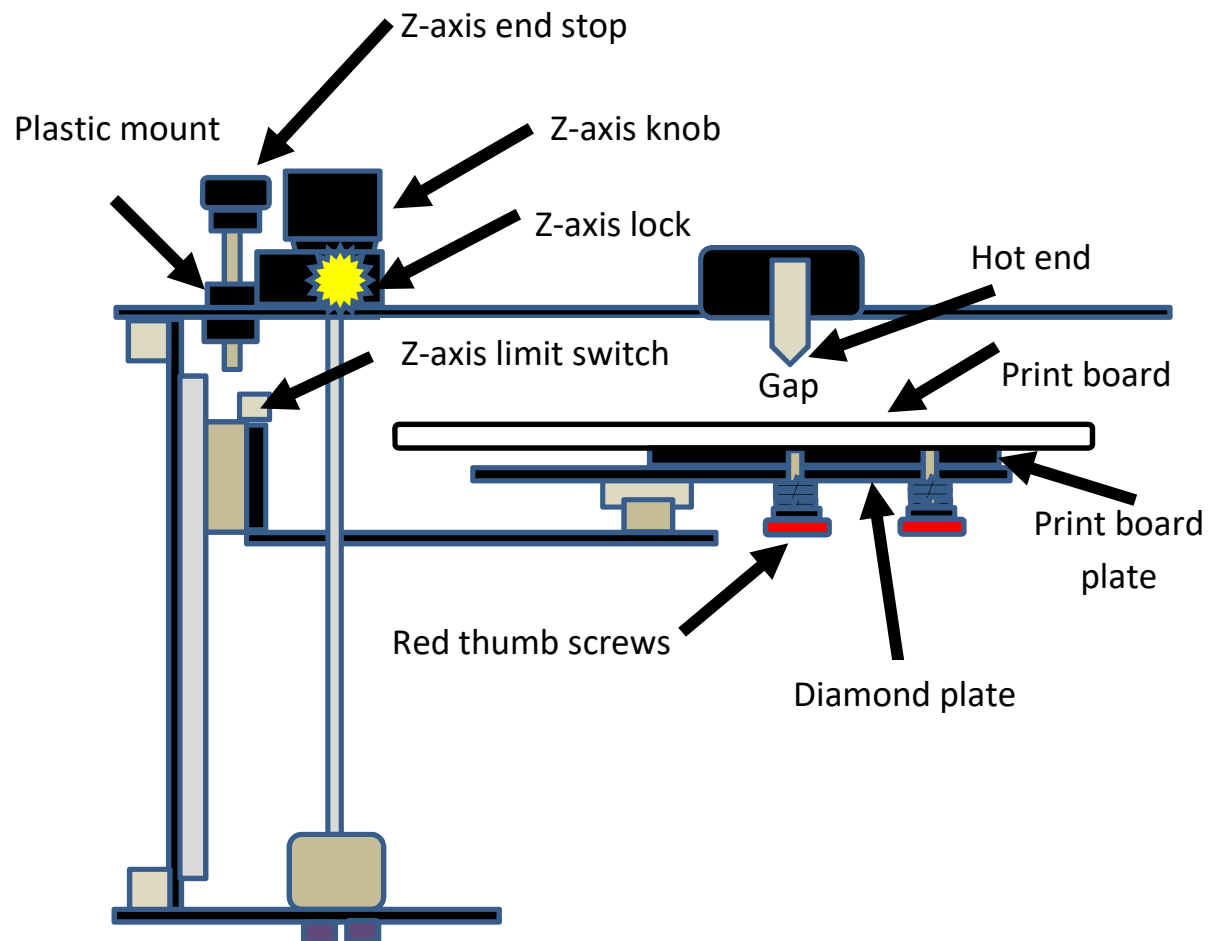 Z-axis end stop
Plastic mount
Z-axis knob
Z-axis lock
Hot end
Z-axis limit switch
Gap
Print board
Print board
plate
Red thumb screws
Diamond plate